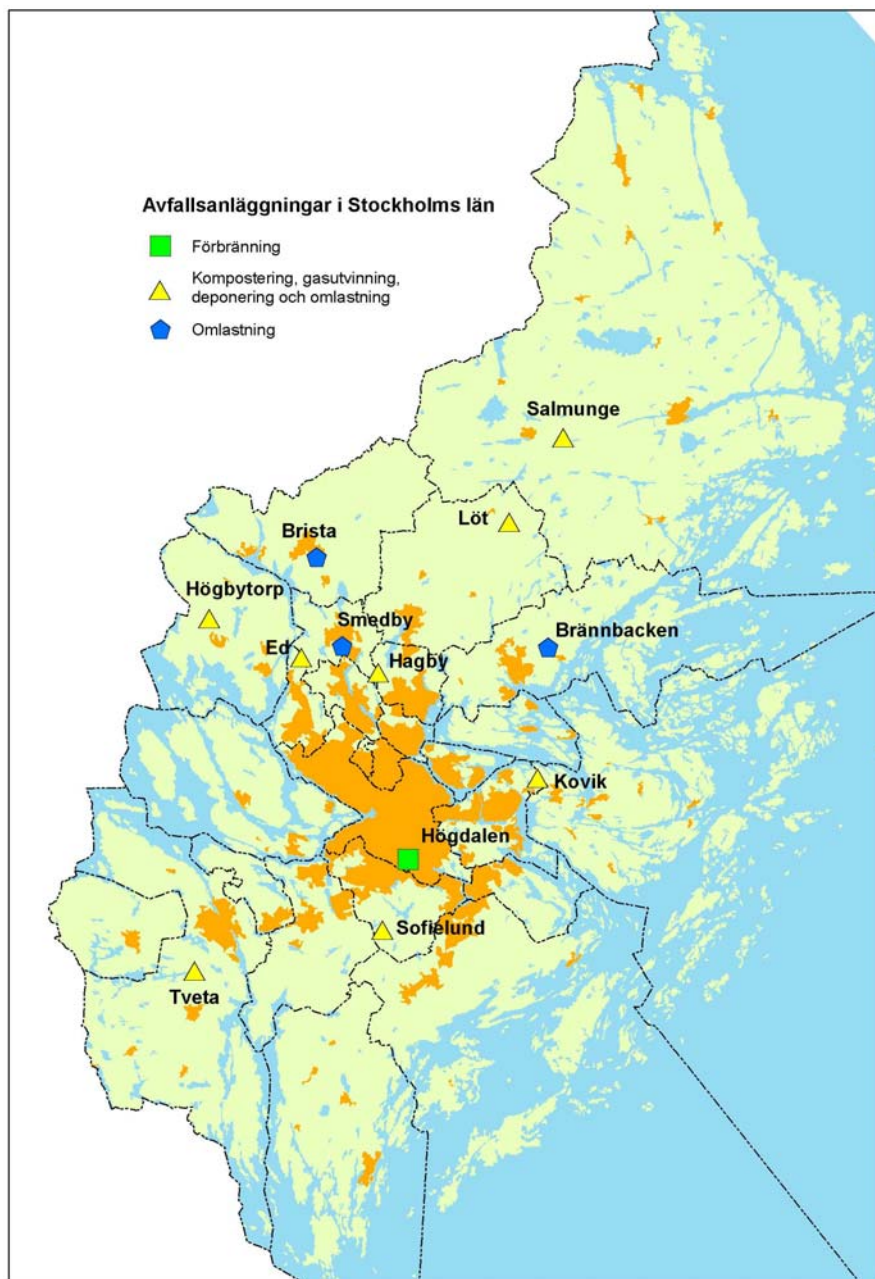 Avfallsanläggningar i Stockholms län
Förbränning
Kompostering, gasutvinning,
deponering och omlastning
Omlastning
Salmunge
Löt
Brista
Högbytorp
Smedby
Brännbacken
Ed
Hagby
Kovik
Högdalen
Sofielund
Tveta